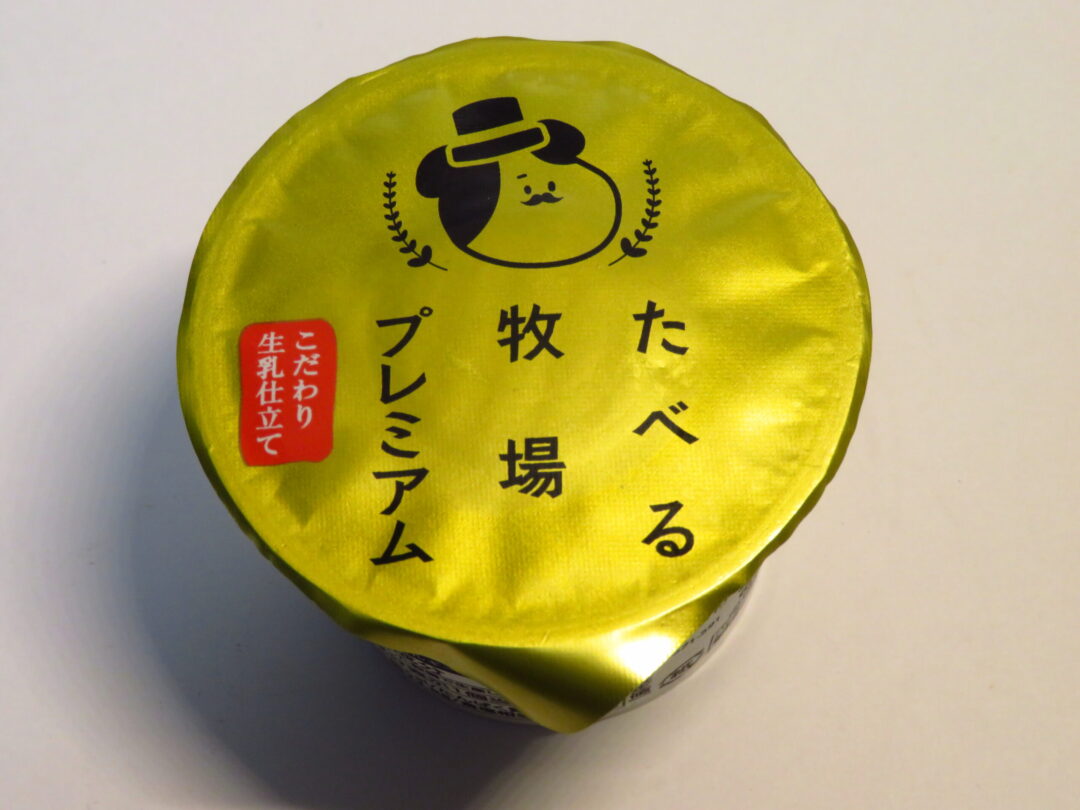 たべる
牧場
プレミアム
こだわり
生乳仕立て